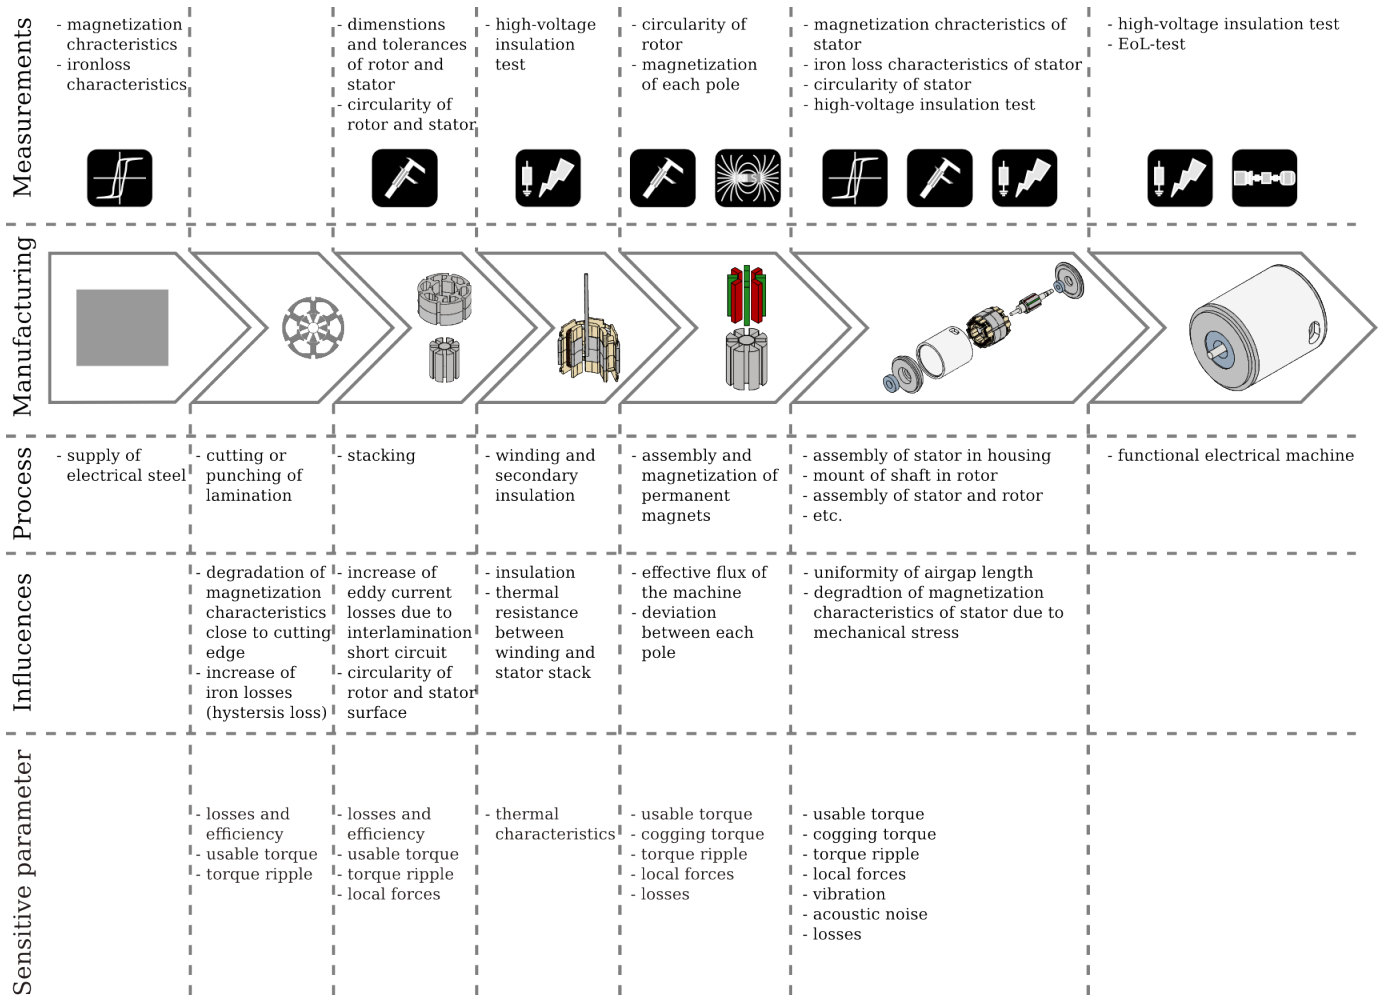 Measurements
- magnetization
chracteristics
- ironloss
characteristics
- dimenstions
and tolerances
of rotor and
stator
- circularity of
rotor and stator
- high-voltage
insulation
test
- circularity of
rotor
- magnetization
of each pole
- magnetization chracteristics of
stator
- iron loss characteristics of stator
- circularity of stator
- high-voltage insulation test
- high-voltage insulation test
- EoL-test
Manufacturing
Process
- supply of
electrical steel
- cutting or
punching of
lamination
- stacking
- winding and
secondary
insulation
- assembly and
magnetization of
permanent
magnets
- assembly of stator in housing
- mount of shaft in rotor
- assembly of stator and rotor
- etc.
- functional electrical machine
Influcences
- degradation of
magnetization
characteristics
close to cutting
edge
- increase of
iron losses
(hystersis loss)
- increase of
eddy current
losses due to
interlamination
short circuit
- circularity of
rotor and stator
surface
- insulation
- thermal
resistance
between
winding and
stator stack
- effective flux of
the machine
- deviation
between each
pole
- uniformity of airgap length
- degradtion of magnetization
characteristics of stator due to
mechanical stress
Sensitive parameter
- losses and
efficiency
- usable torque
- torque ripple
- losses and
efficiency
- usable torque
- torque ripple
- local forces
- thermal
characteristics
- usable torque
- cogging torque
- torque ripple
- local forces
- losses
- usable torque
- cogging torque
- torque ripple
- local forces
- vibration
- acoustic noise
- losses